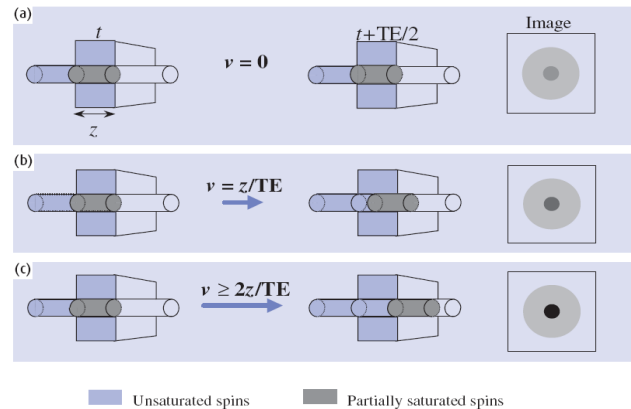 (a)
t
v = 0
t+TE/2
Image
z
(b)
v = z/TE
(c)
v ≥ 2z/TE
Unsaturated spins
Partially saturated spins